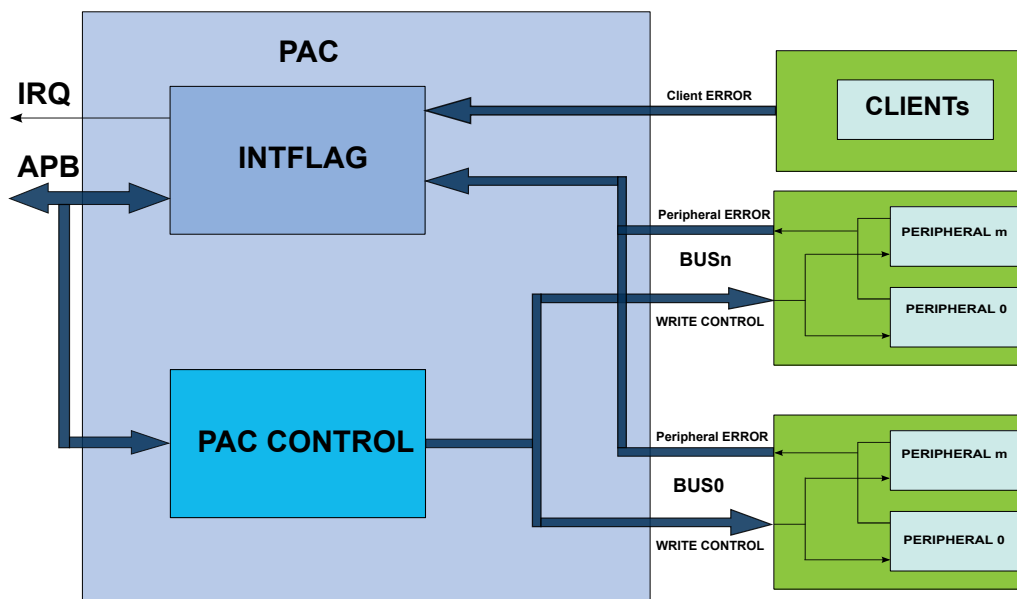 PAC
IRQ
APB
INTFLAG
PAC CONTROL
Client ERROR
CLIENTs
Peripheral ERROR
BUSn
WRITE CONTROL
PERIPHERAL m
PERIPHERAL 0
Peripheral ERROR
BUS0
WRITE CONTROL
PERIPHERAL m
PERIPHERAL 0